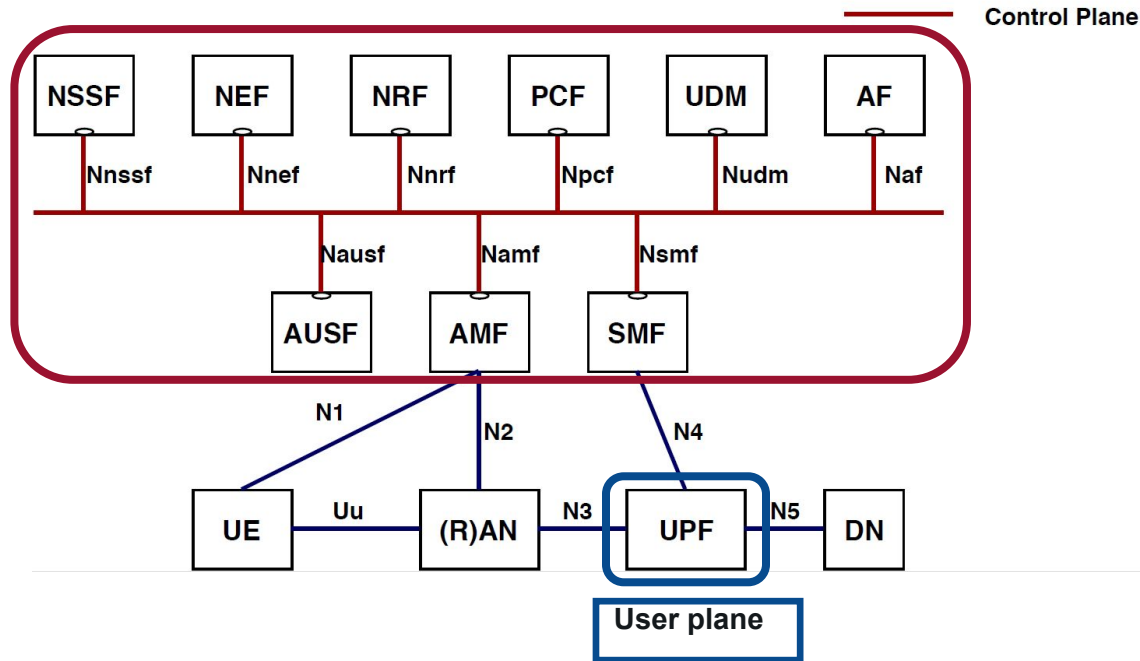 Control Plane
NSSF NEF NRF PCF UDM AF
Nnssf Nnef Nnrf Npcf Nudm Naf
Nausf Namf Nsmf
AUSF AMF SMF
N1 N2 N4
Uu N3 N5
UE (R)AN UPF DN
User plane